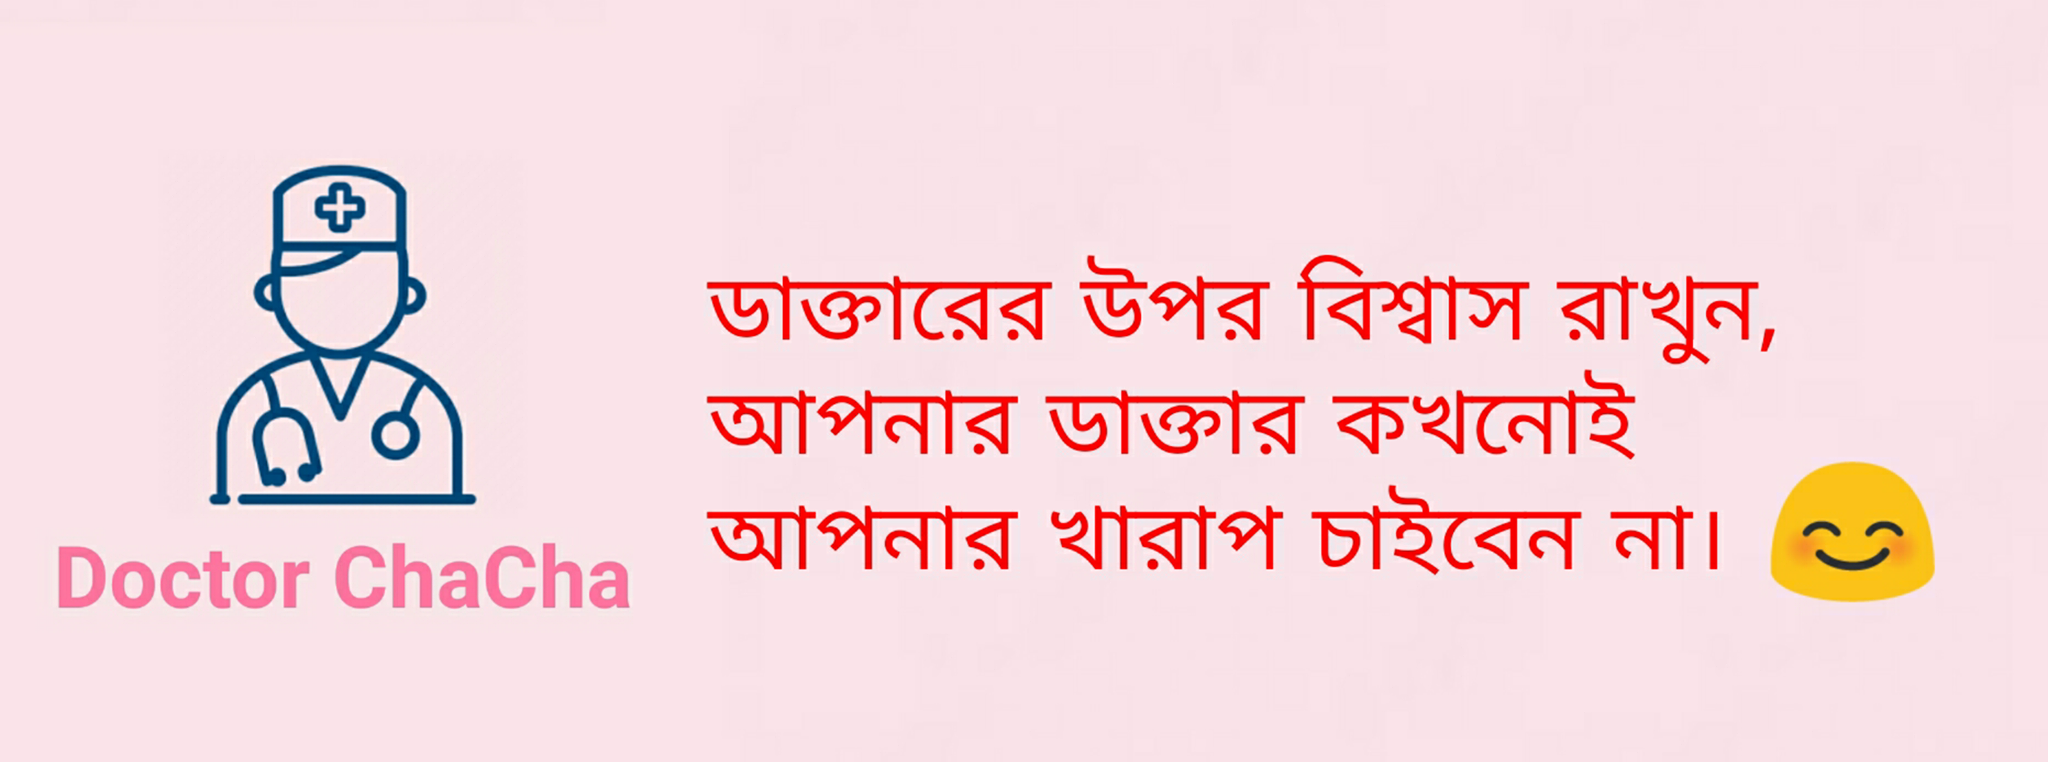 Doctor ChaCha
ডাক্তারের উপর বিশ্বাস রাখুন,
আপনার ডাক্তার কখনোই
আপনার খারাপ চাইবেন না। 😊